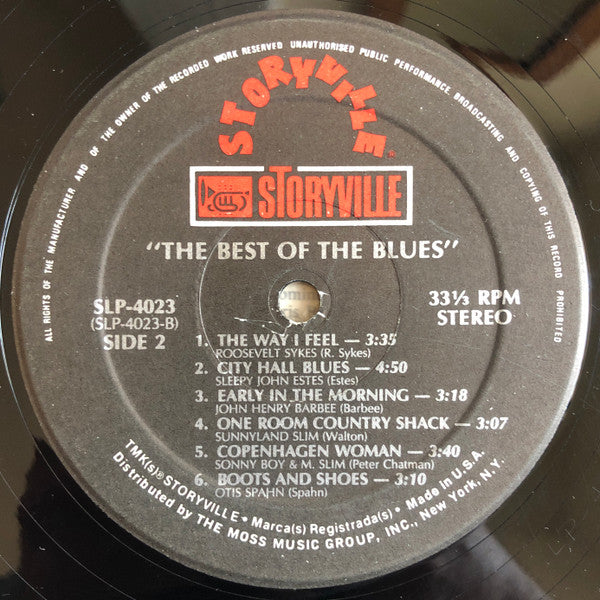 ALL RIGHTS OF THE MANUFACTURER AND OF THE OWNER OF THE RECORDED WORK RESERVED UNAUTHORISED PUBLIC PERFORMANCE, BROADCASTING AND COPYING OF THIS RECORD PROHIBITED
STORYVILLE
STORYVILLE
"THE BEST OF THE BLUES"
SLP-4023
(SLP-4023-B)
SIDE 2
33⅓ RPM
STEREO
1. THE WAY I FEEL — 3:35
ROOSEVELT SYKES (R. Sykes)
2. CITY HALL BLUES — 4:50
SLEEPY JOHN ESTES (Estes)
3. EARLY IN THE MORNING — 3:18
JOHN HENRY BARBEE (Barbee)
4. ONE ROOM COUNTRY SHACK — 3:07
SUNNYLAND SLIM (Walton)
5. COPENHAGEN WOMAN — 3:40
SONNY BOY & M. SLIM (Peter Chatman)
6. BOOTS AND SHOES — 3:10
OTIS SPAHN (Spahn)
TMK(s)® STORYVILLE • Marca(s) Registrada(s) • Made in U.S.A.
Distributed by THE MOSS MUSIC GROUP, INC., New York, N.Y.